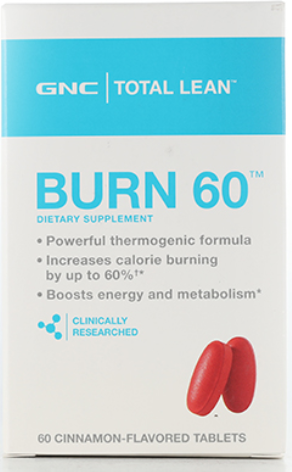 GNC | TOTAL LEAN™
BURN 60™
DIETARY SUPPLEMENT
• Powerful thermogenic formula
• Increases calorie burning
by up to 60%†*
• Boosts energy and metabolism*
CLINICALLY
RESEARCHED
60 CINNAMON-FLAVORED TABLETS